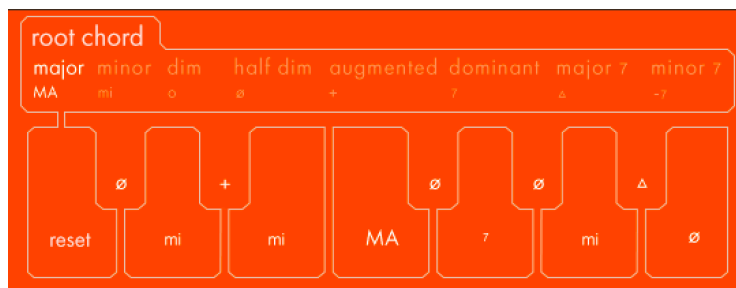 root chord
major minor dim half dim augmented dominant major 7 minor 7
MA mi o ø + 7 △ -7
ø + ø ø △
reset mi mi MA 7 mi ø